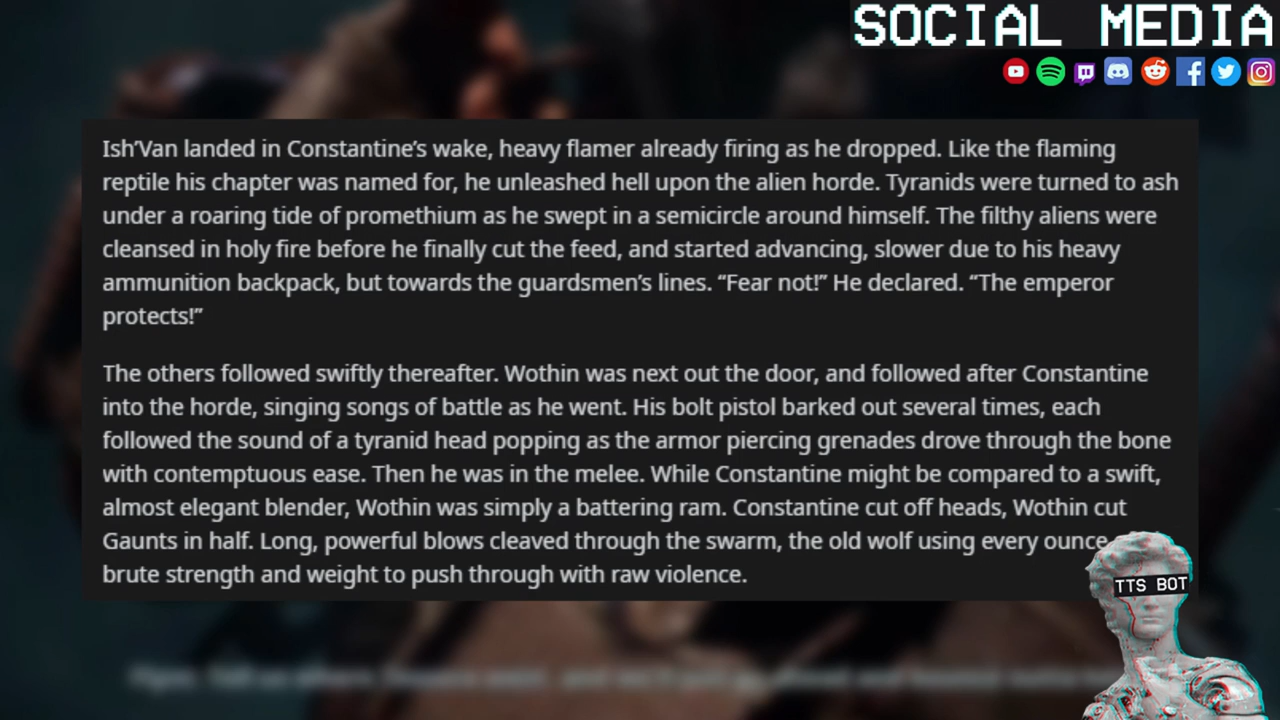 SOCIAL MEDIA
Ish’Van landed in Constantine’s wake, heavy flamer already firing as he dropped. Like the flaming
reptile his chapter was named for, he unleashed hell upon the alien horde. Tyranids were turned to ash
under a roaring tide of promethium as he swept in a semicircle around himself. The filthy aliens were
cleansed in holy fire before he finally cut the feed, and started advancing, slower due to his heavy
ammunition backpack, but towards the guardsmen’s lines. “Fear not!” He declared. “The emperor
protects!”
The others followed swiftly thereafter. Wothin was next out the door, and followed after Constantine
into the horde, singing songs of battle as he went. His bolt pistol barked out several times, each
followed the sound of a tyranid head popping as the armor piercing grenades drove through the bone
with contemptuous ease. Then he was in the melee. While Constantine might be compared to a swift,
almost elegant blender, Wothin was simply a battering ram. Constantine cut off heads, Wothin cut
Gaunts in half. Long, powerful blows cleaved through the swarm, the old wolf using every ounce
brute strength and weight to push through with raw violence.
TTS BOT